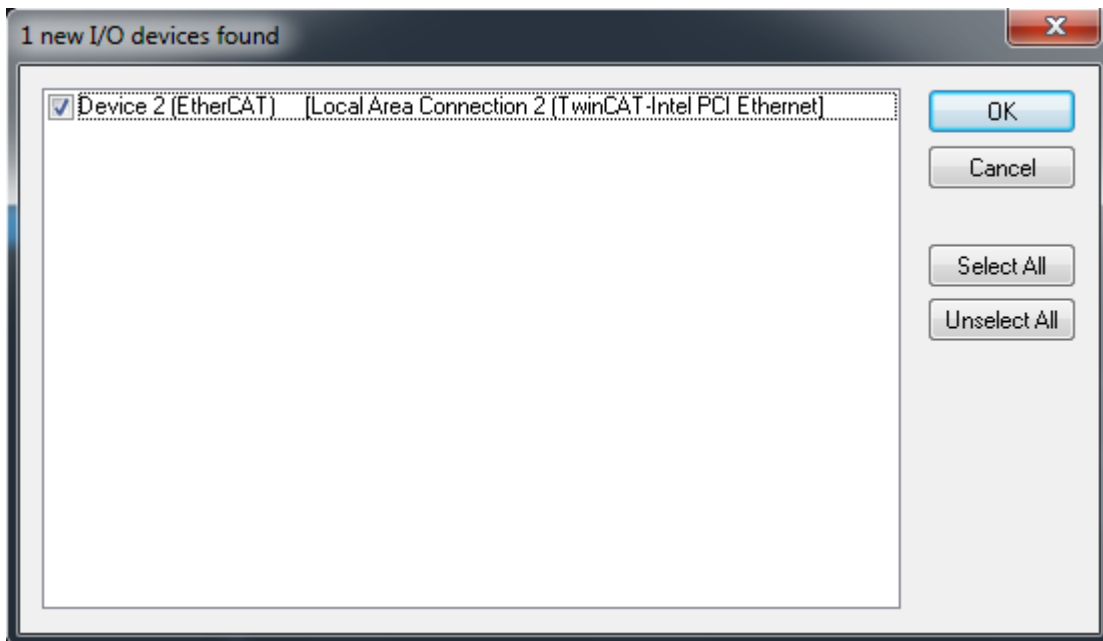 1 new I/O devices found
Device 2 (EtherCAT) [Local Area Connection 2 (TwinCAT-Intel PCI Ethernet]
OK
Cancel
Select All
Unselect All